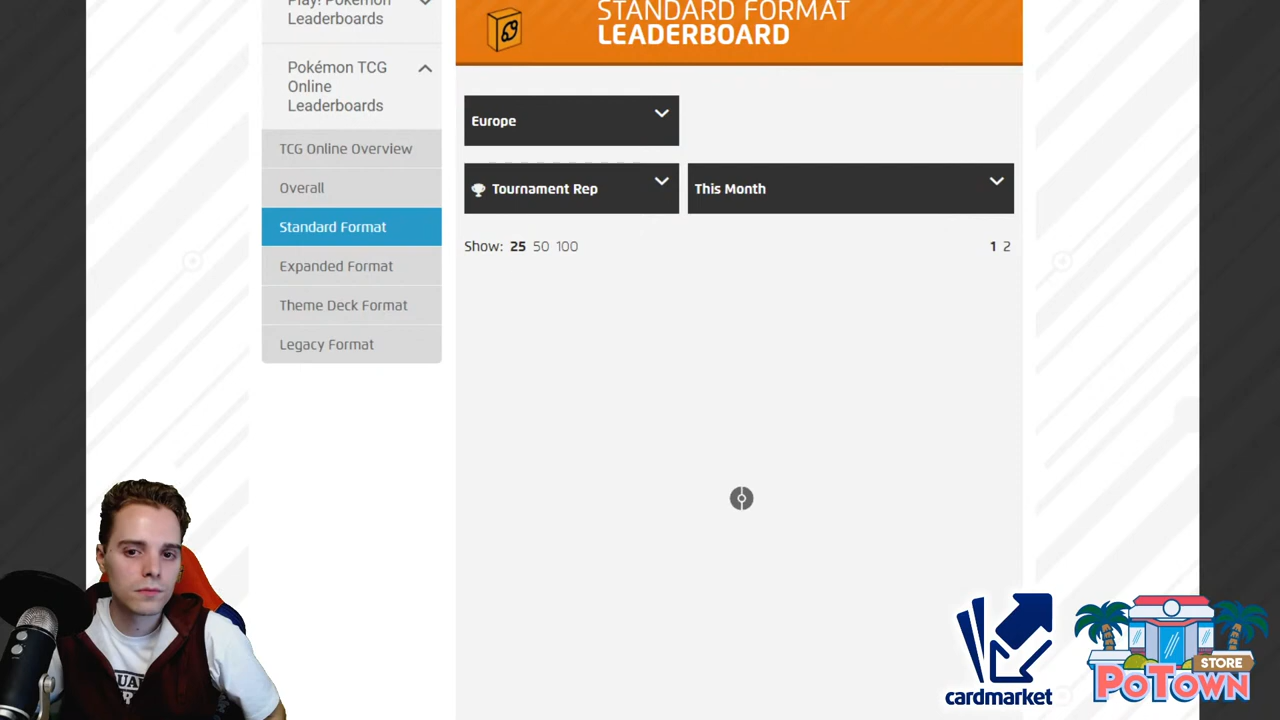 Play! Pokémon
Leaderboards
Pokémon TCG
Online
Leaderboards
TCG Online Overview
Overall
Standard Format
Expanded Format
Theme Deck Format
Legacy Format
STANDARD FORMAT
LEADERBOARD
Europe
Tournament Rep
This Month
Show: 25 50 100
1 2
cardmarket
STORE
POTOWN